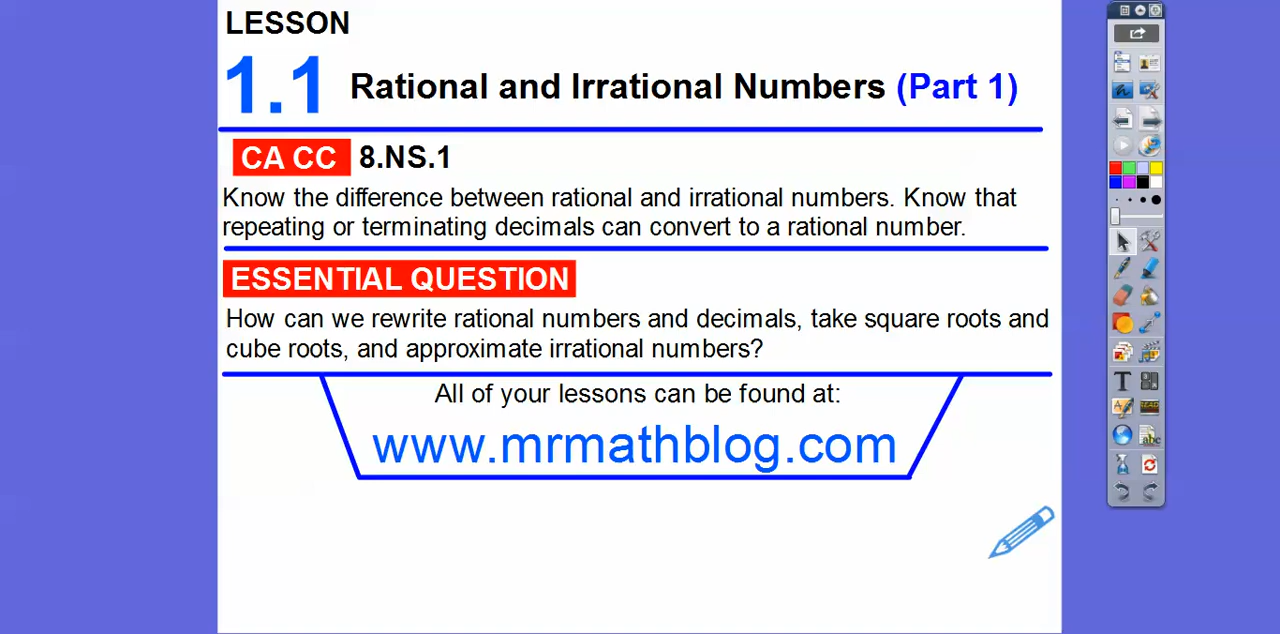 LESSON
1.1 Rational and Irrational Numbers (Part 1)
CA CC 8.NS.1
Know the difference between rational and irrational numbers. Know that
repeating or terminating decimals can convert to a rational number.
ESSENTIAL QUESTION
How can we rewrite rational numbers and decimals, take square roots and
cube roots, and approximate irrational numbers?
All of your lessons can be found at:
www.mrmathblog.com